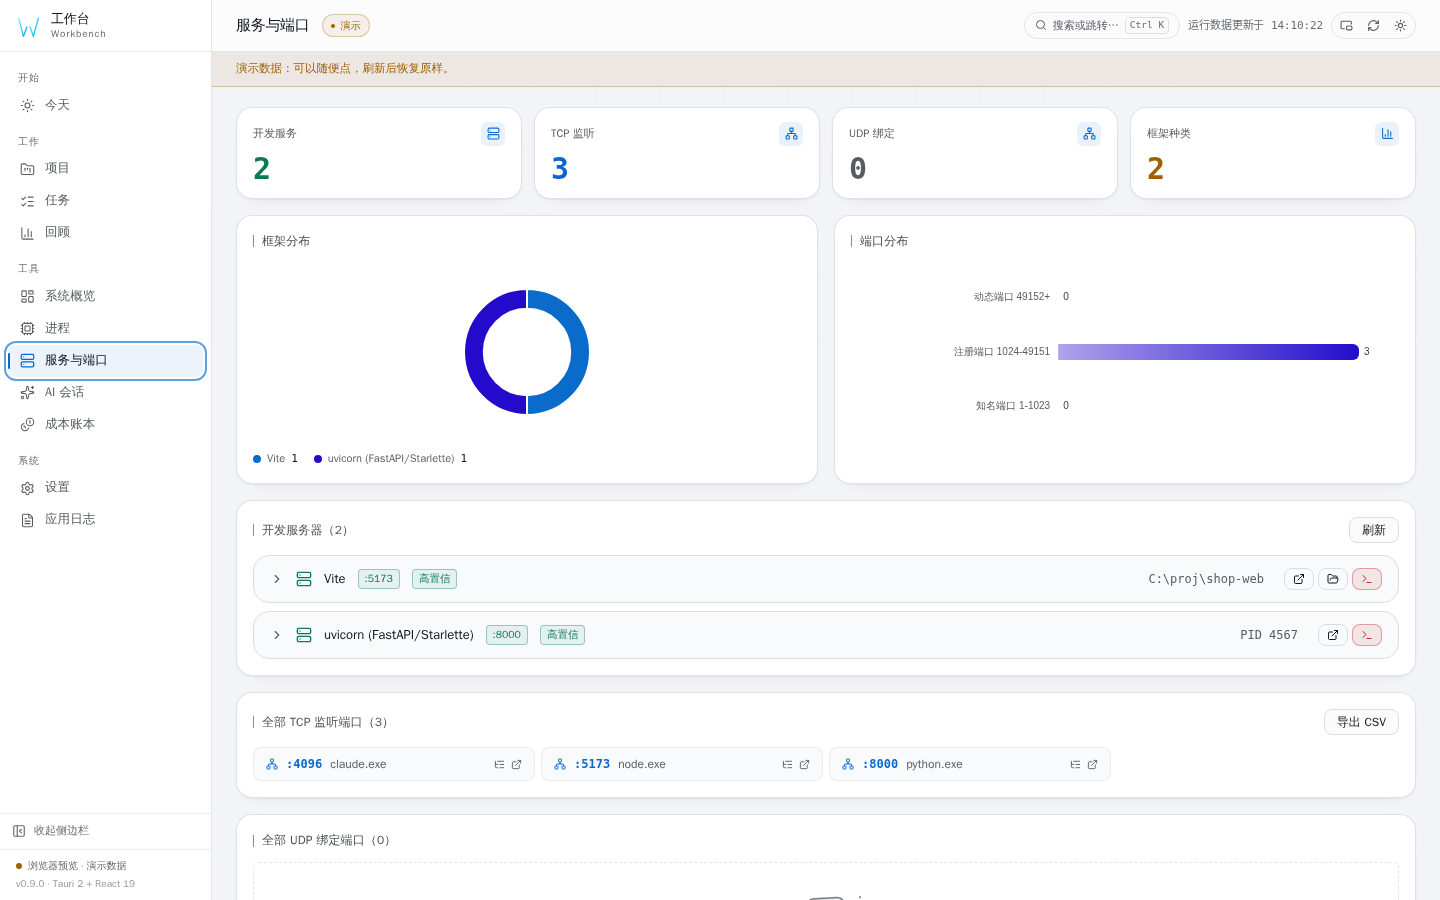 工作台
Workbench
开始
今天
工作
项目
任务
回顾
工具
系统概览
进程
服务与端口
AI 会话
成本账本
系统
设置
应用日志
收起侧边栏
浏览器预览 · 演示数据
v0.9.0 · Tauri 2 + React 19
服务与端口
演示
搜索或跳转… Ctrl K
运行数据更新于 14:10:22
演示数据：可以随便点，刷新后恢复原样。
开发服务
2
TCP 监听
3
UDP 绑定
0
框架种类
2
框架分布
Vite 1
uvicorn (FastAPI/Starlette) 1
端口分布
动态端口 49152+ 0
注册端口 1024-49151 3
知名端口 1-1023 0
开发服务器（2）
刷新
Vite :5173 高置信 C:\proj\shop-web
uvicorn (FastAPI/Starlette) :8000 高置信 PID 4567
全部 TCP 监听端口（3）
导出 CSV
:4096 claude.exe
:5173 node.exe
:8000 python.exe
全部 UDP 绑定端口（0）